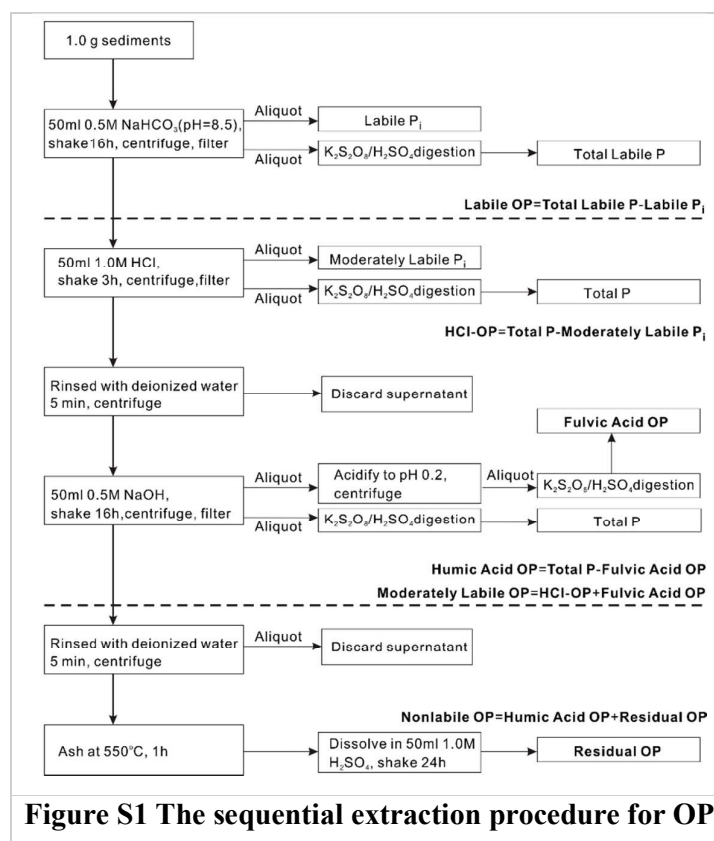 1.0 g sediments
50ml 0.5M NaHCO₃(pH=8.5),
shake16h, centrifuge, filter
Aliquot
Labile Pᵢ
Aliquot
K₂S₂O₈/H₂SO₄digestion
Total Labile P
Labile OP=Total Labile P-Labile Pᵢ
50ml 1.0M HCl,
shake 3h, centrifuge,filter
Aliquot
Moderately Labile Pᵢ
Aliquot
K₂S₂O₈/H₂SO₄digestion
Total P
HCl-OP=Total P-Moderately Labile Pᵢ
Rinsed with deionized water
5 min, centrifuge
Discard supernatant
Fulvic Acid OP
50ml 0.5M NaOH,
shake 16h,centrifuge, filter
Aliquot
Acidify to pH 0.2,
centrifuge
Aliquot
K₂S₂O₈/H₂SO₄digestion
Aliquot
K₂S₂O₈/H₂SO₄digestion
Total P
Humic Acid OP=Total P-Fulvic Acid OP
Moderately Labile OP=HCl-OP+Fulvic Acid OP
Rinsed with deionized water
5 min, centrifuge
Aliquot
Discard supernatant
Nonlabile OP=Humic Acid OP+Residual OP
Ash at 550°C, 1h
Dissolve in 50ml 1.0M
H₂SO₄, shake 24h
Residual OP
Figure S1 The sequential extraction procedure for OP